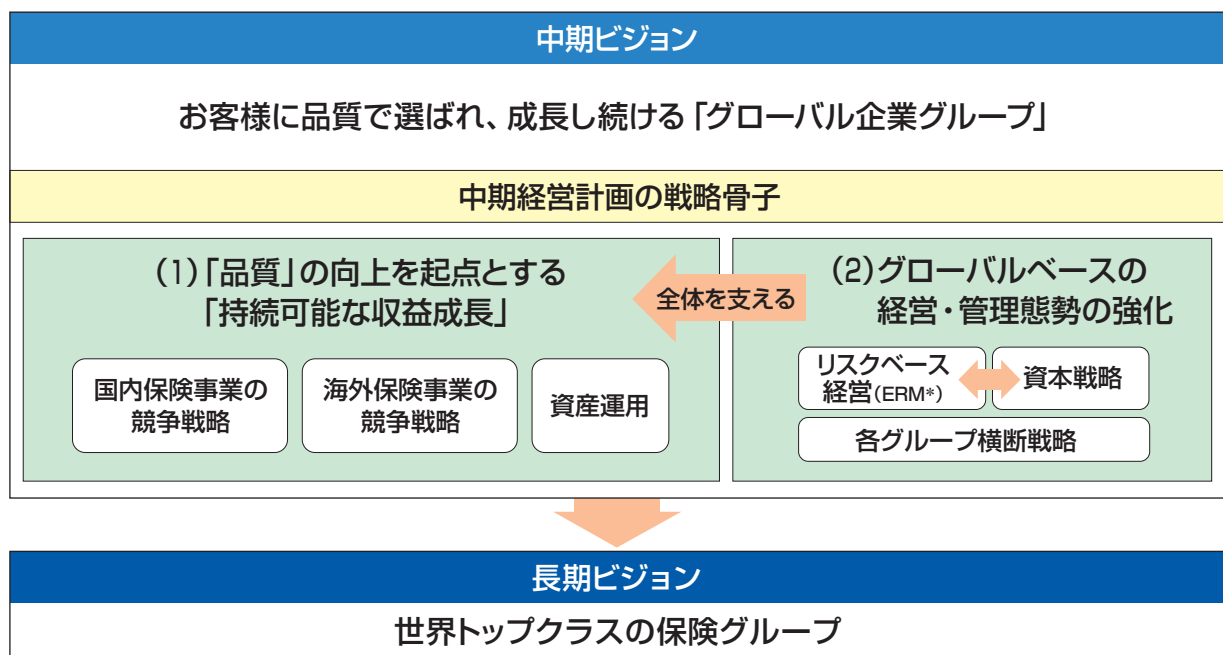 中期ビジョン
お客様に品質で選ばれ、成長し続ける「グローバル企業グループ」
中期経営計画の戦略骨子
(1)「品質」の向上を起点とする
「持続可能な収益成長」
国内保険事業の
競争戦略
海外保険事業の
競争戦略
資産運用
全体を支える
(2)グローバルベースの
経営・管理態勢の強化
リスクベース
経営(ERM*)
資本戦略
各グループ横断戦略
長期ビジョン
世界トップクラスの保険グループ